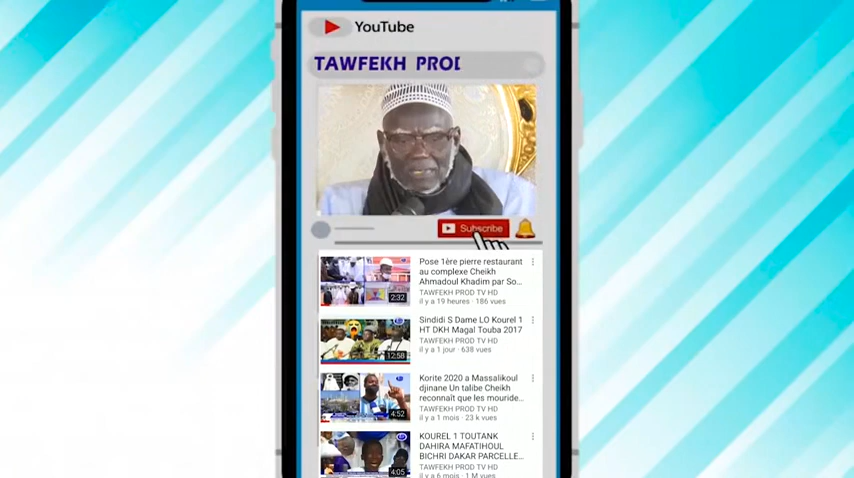 YouTube
TAWFEKH PROD
Subscribe
Pose 1ère pierre restaurant
au complexe Cheikh
Ahmadoul Khadim par So...
TAWFEKH PROD TV HD
il y a 19 heures · 186 vues
2:32
Sindidi S Dame LO Kourel 1
HT DKH Magal Touba 2017
TAWFEKH PROD TV HD
il y a 1 jour · 638 vues
12:58
Korite 2020 a Massalikoul
djinane Un talibe Cheikh
reconnaît que les mouride...
TAWFEKH PROD TV HD
il y a 1 mois · 23 k vues
4:52
KOUREL 1 TOUTANK
DAHIRA MAFATIHOUL
BICHRI DAKAR PARCELLE...
TAWFEKH PROD TV HD
il y a 6 mois · 1 M vues
4:05